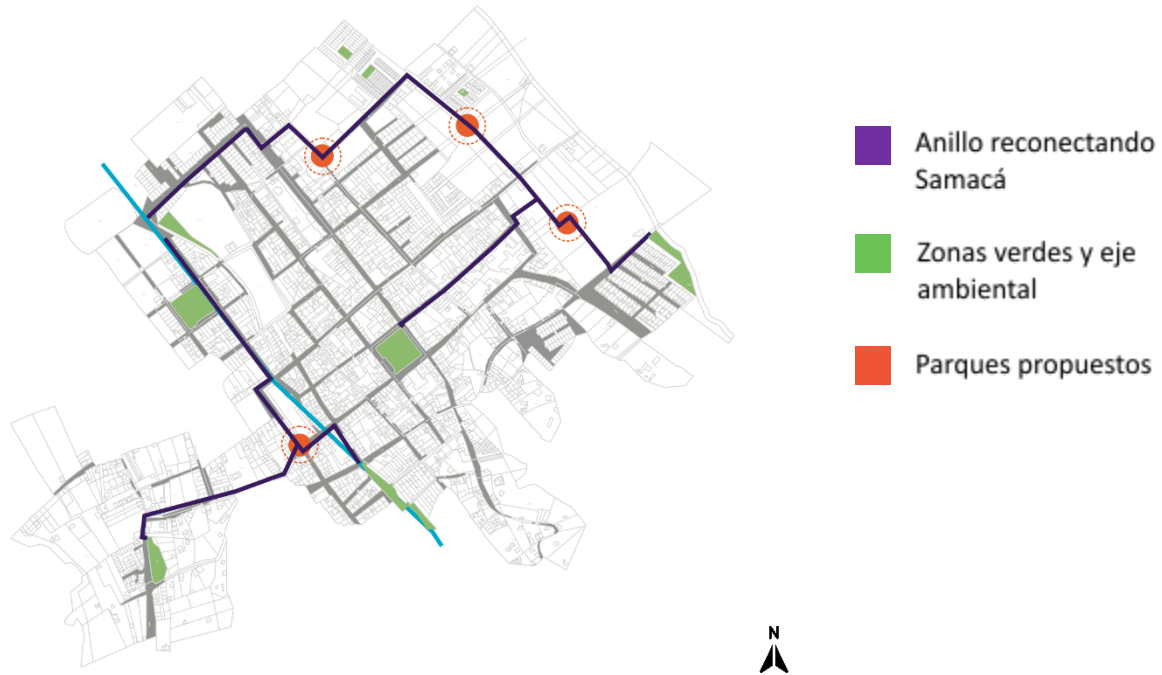 Anillo reconectando
Samacá
Zonas verdes y eje
ambiental
Parques propuestos
N